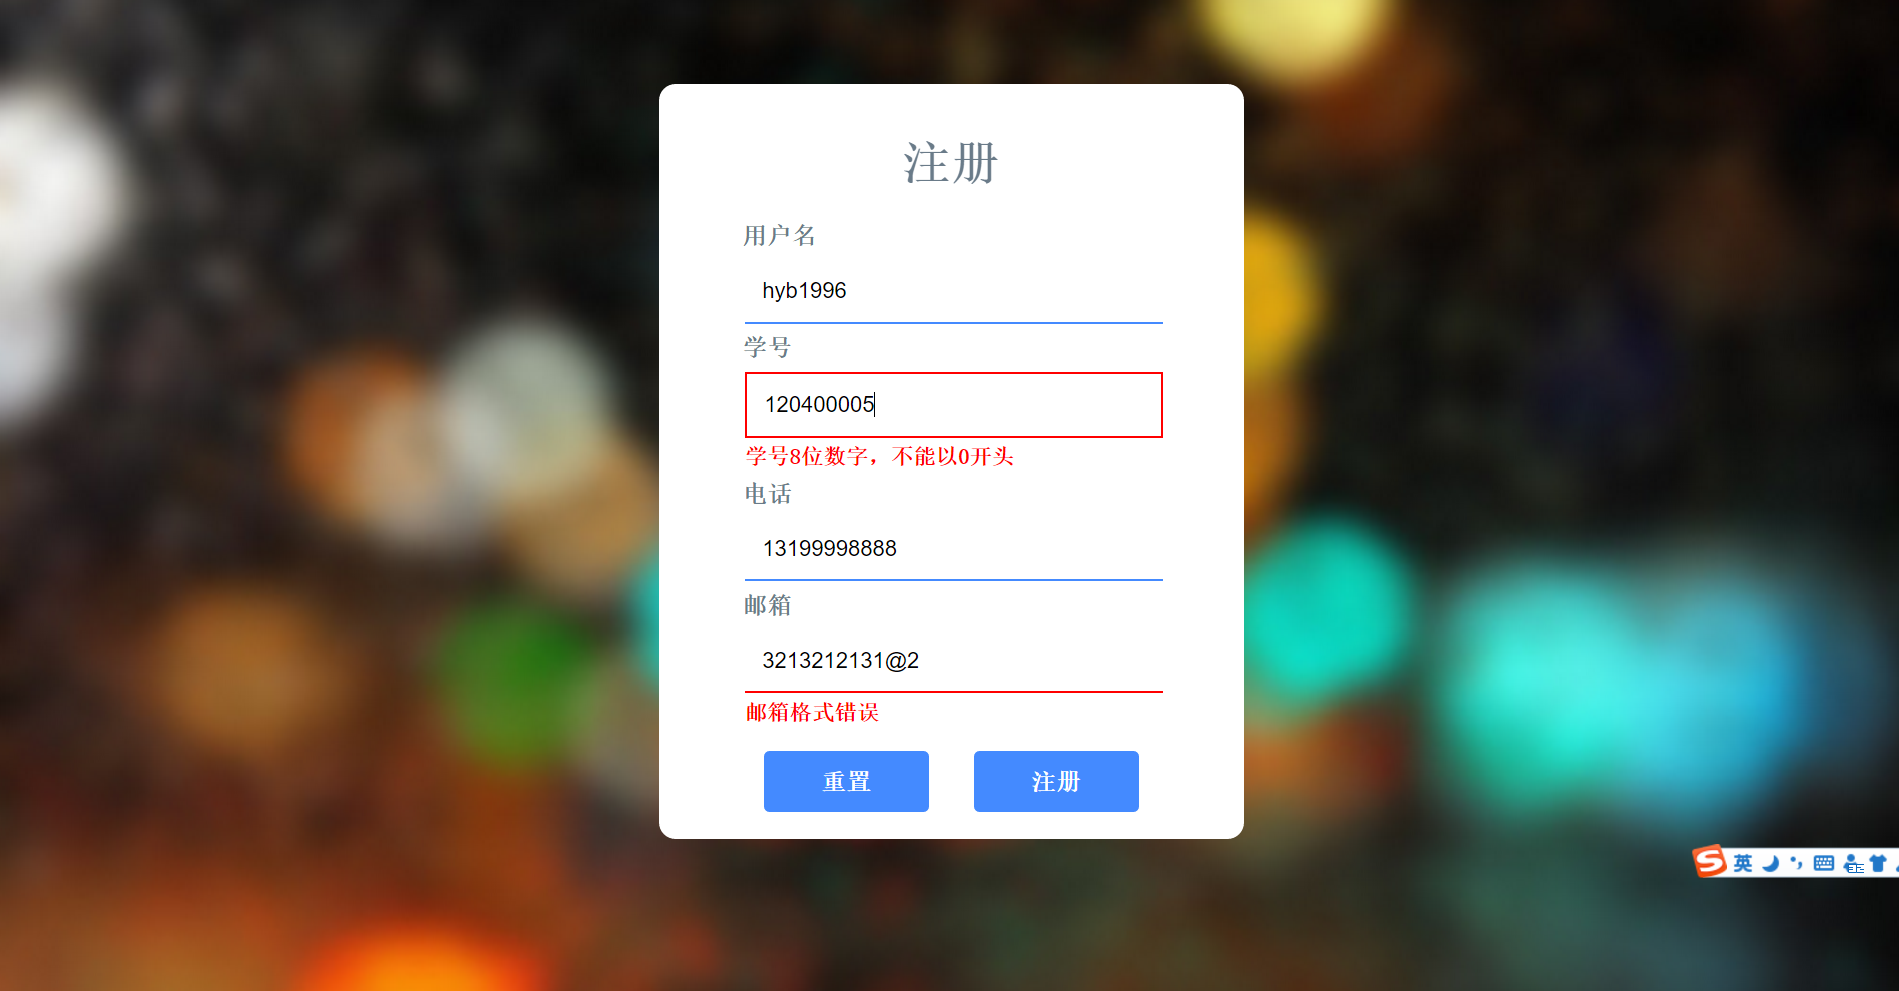 注册
用户名
hyb1996
学号
120400005
学号8位数字，不能以0开头
电话
13199998888
邮箱
3213212131@2
邮箱格式错误
重置 注册
S 英